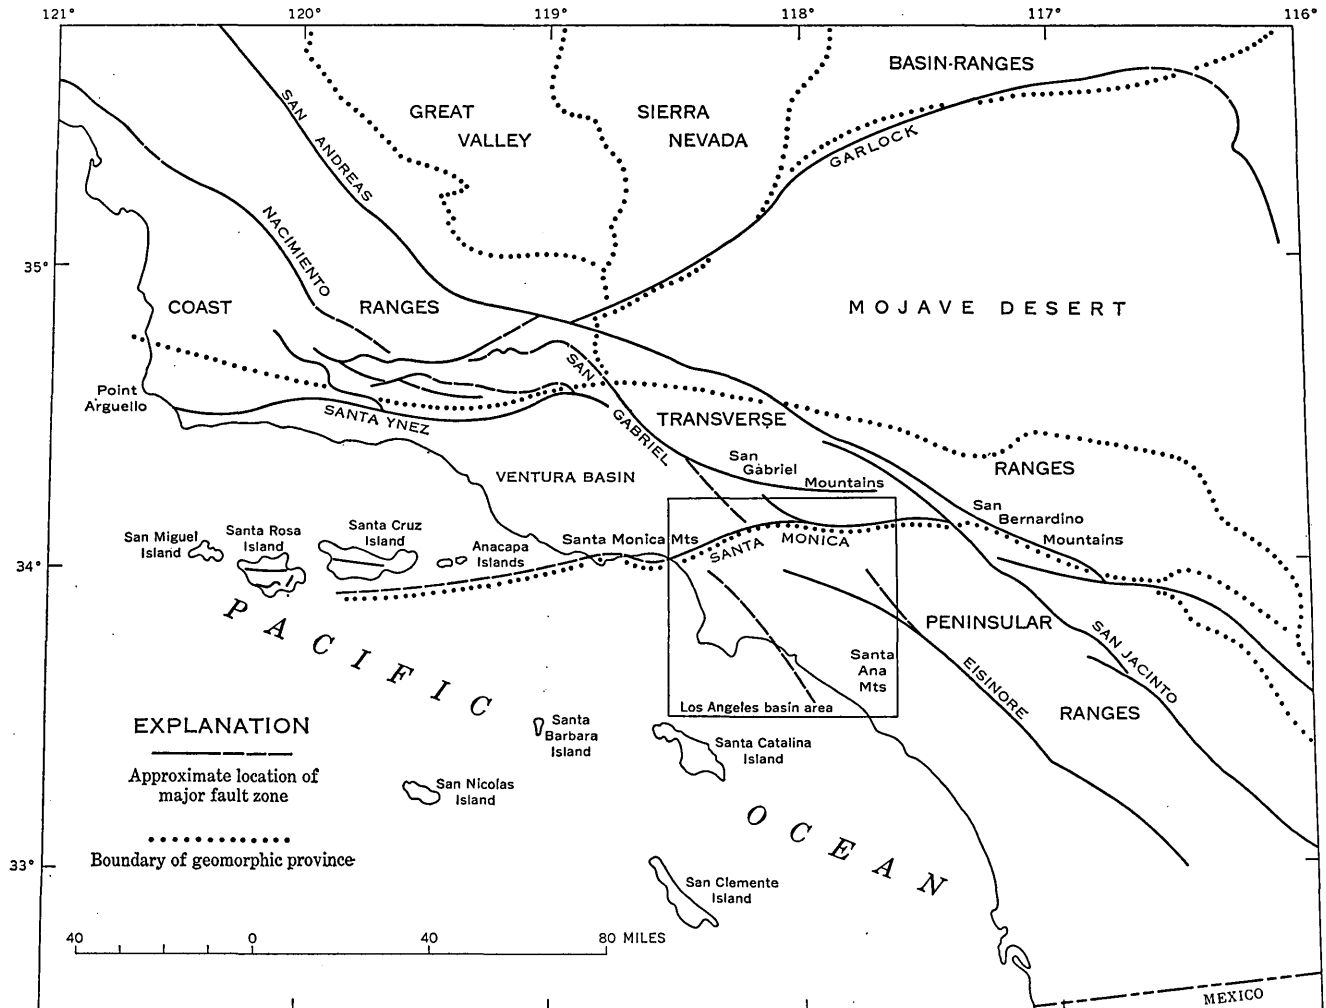 121° 120° 119° 118° 117° 116°
BASIN-RANGES
GREAT
VALLEY
SIERRA
NEVADA
SAN ANDREAS
GARLOCK
NACIMIENTO
35°
COAST RANGES
MOJAVE DESERT
SAN GABRIEL
Point
Arguello
SANTA YNEZ
TRANSVERSE
RANGES
VENTURA BASIN
San
Gabriel
Mountains
San
Bernardino
Mountains
San Miguel
Island
Santa Rosa
Island
Santa Cruz
Island
Anacapa
Islands
Santa Monica Mts
SANTA MONICA
34°
PACIFIC
PENINSULAR
RANGES
SAN JACINTO
EISINORE
Santa
Ana
Mts
Los Angeles basin area
EXPLANATION
Approximate location of
major fault zone
Boundary of geomorphic province
Santa
Barbara
Island
Santa Catalina
Island
San Nicolas
Island
OCEAN
33°
San Clemente
Island
40 0 40 80 MILES
MEXICO